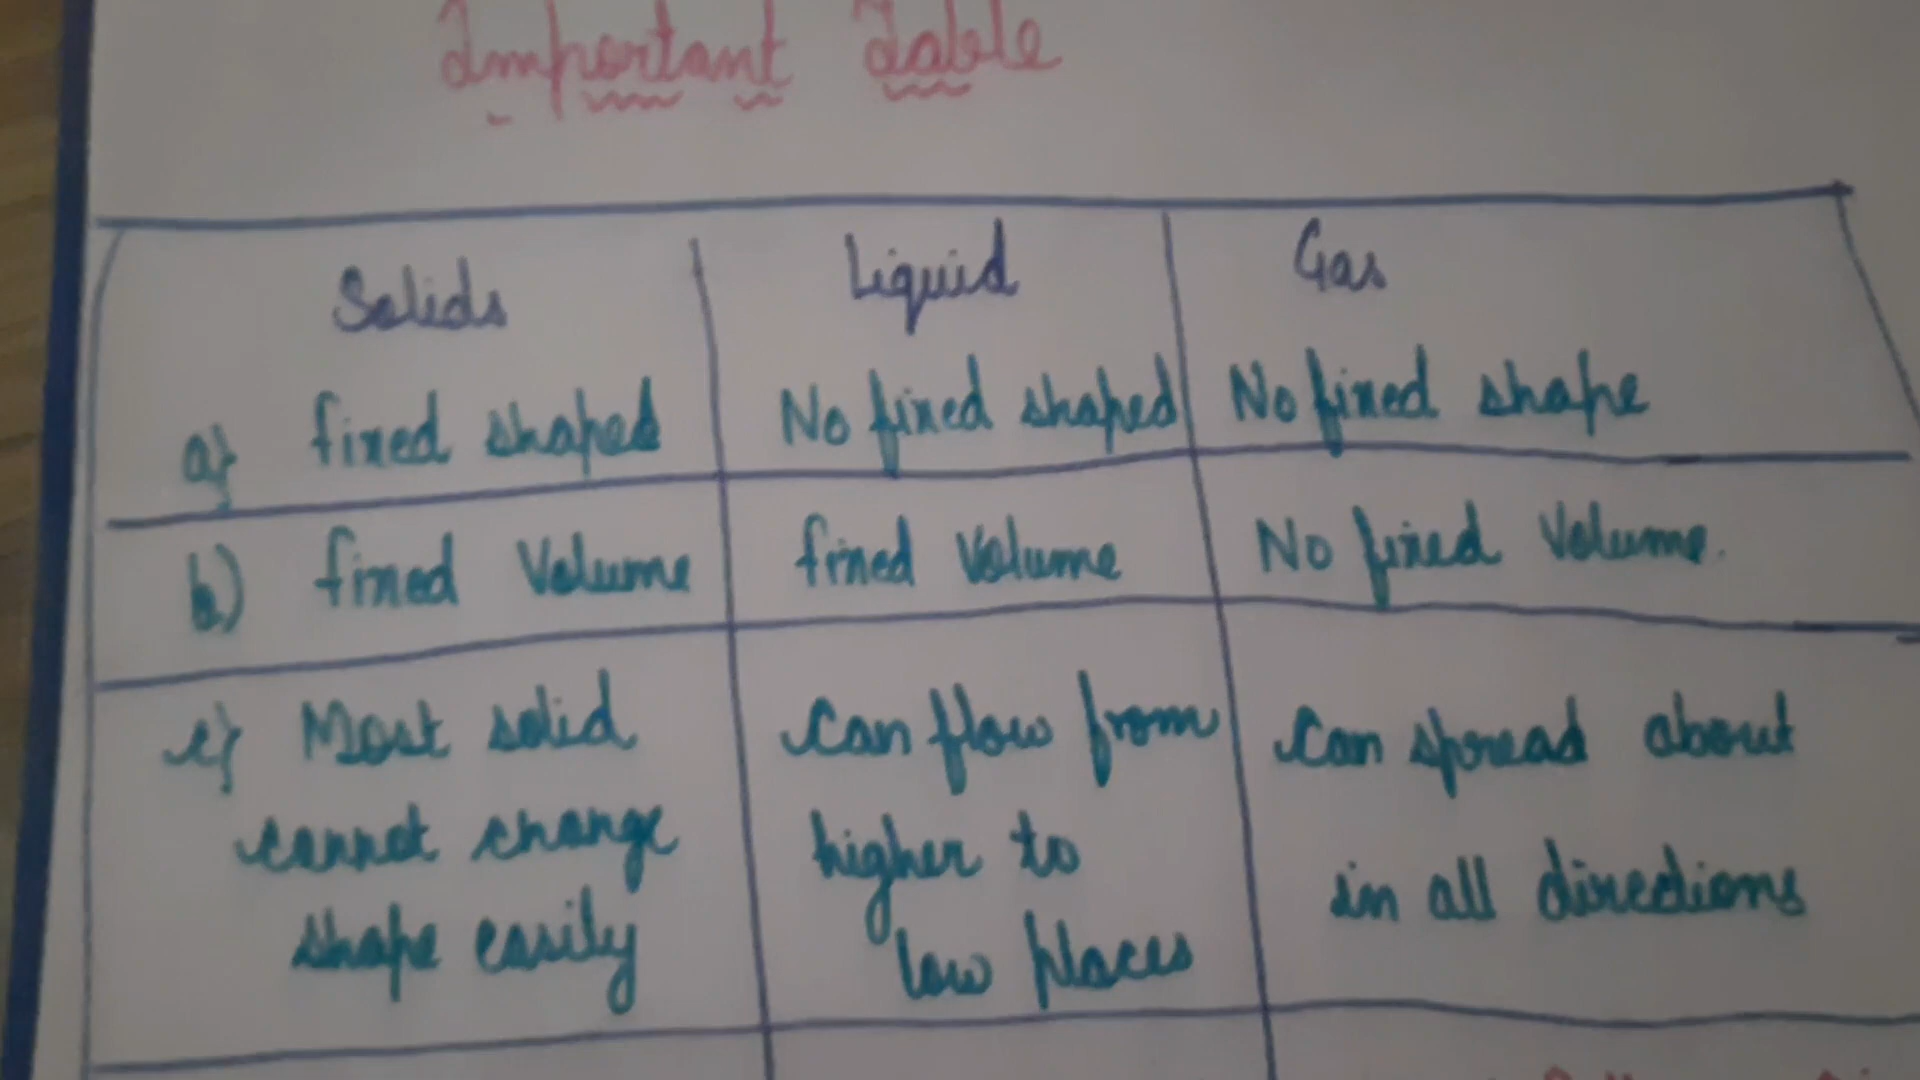 Important Table
Solids Liquid Gas
a) fixed shaped No fixed shaped No fixed shape
b) fixed Volume fixed Volume No fixed Volume.
c) Most solid can flow from can spread about
cannot change higher to in all directions
shape easily low places